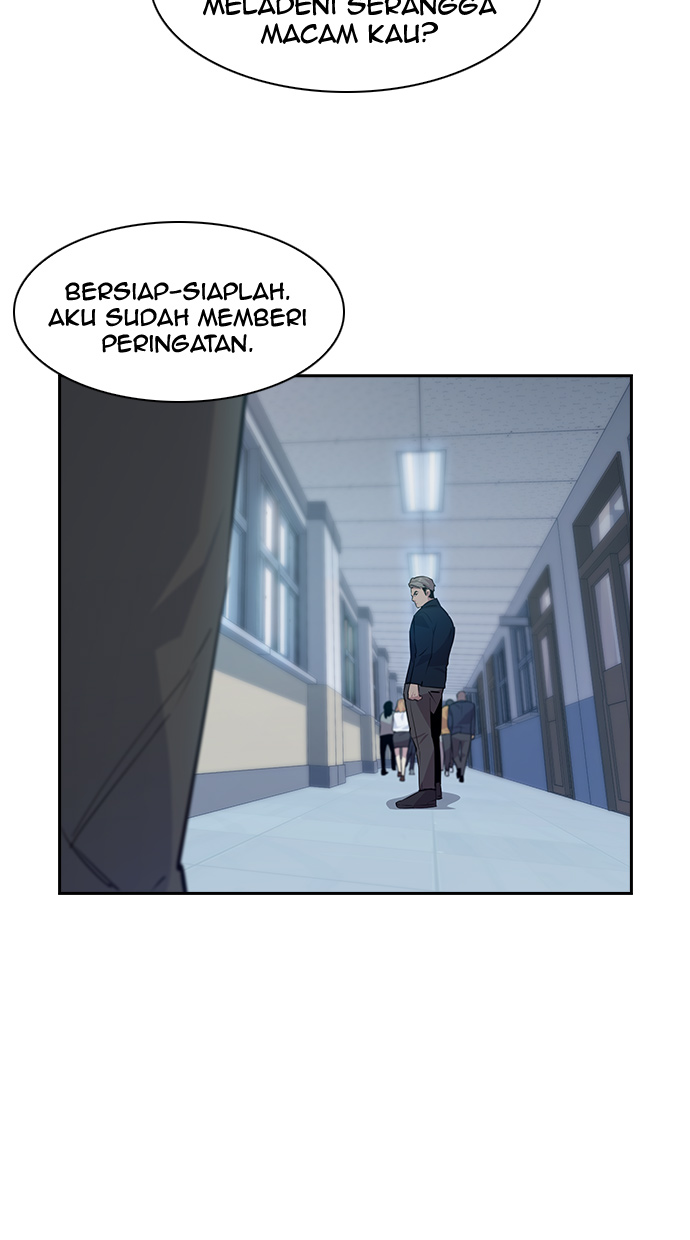 MELADENI SERANGGA
MACAM KAU?
BERSIAP-SIAPLAH.
AKU SUDAH MEMBERI
PERINGATAN.